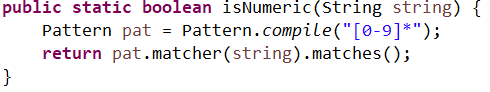 public static boolean isNumeric(String string) {
    Pattern pat = Pattern.compile("[0-9]*");
    return pat.matcher(string).matches();
}